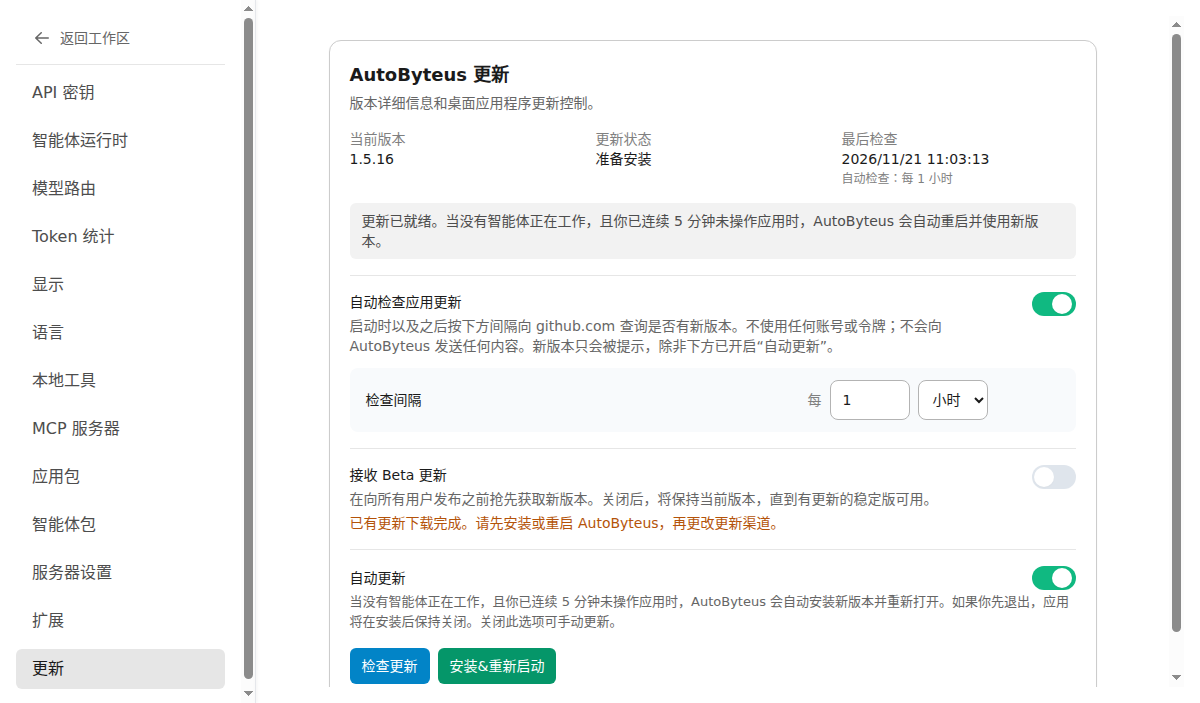 返回工作区
API 密钥
智能体运行时
模型路由
Token 统计
显示
语言
本地工具
MCP 服务器
应用包
智能体包
服务器设置
扩展
更新
AutoByteus 更新
版本详细信息和桌面应用程序更新控制。
当前版本
1.5.16
更新状态
准备安装
最后检查
2026/11/21 11:03:13
自动检查：每 1 小时
更新已就绪。当没有智能体正在工作，且你已连续 5 分钟未操作应用时，AutoByteus 会自动重启并使用新版
本。
自动检查应用更新
启动时以及之后按下方间隔向 github.com 查询是否有新版本。不使用任何账号或令牌；不会向
AutoByteus 发送任何内容。新版本只会被提示，除非下方已开启“自动更新”。
检查间隔
每 1 小时
接收 Beta 更新
在向所有用户发布之前抢先获取新版本。关闭后，将保持当前版本，直到有更新的稳定版可用。
已有更新下载完成。请先安装或重启 AutoByteus，再更改更新渠道。
自动更新
当没有智能体正在工作，且你已连续 5 分钟未操作应用时，AutoByteus 会自动安装新版本并重新打开。如果你先退出，应用
将在安装后保持关闭。关闭此选项可手动更新。
检查更新
安装&重新启动